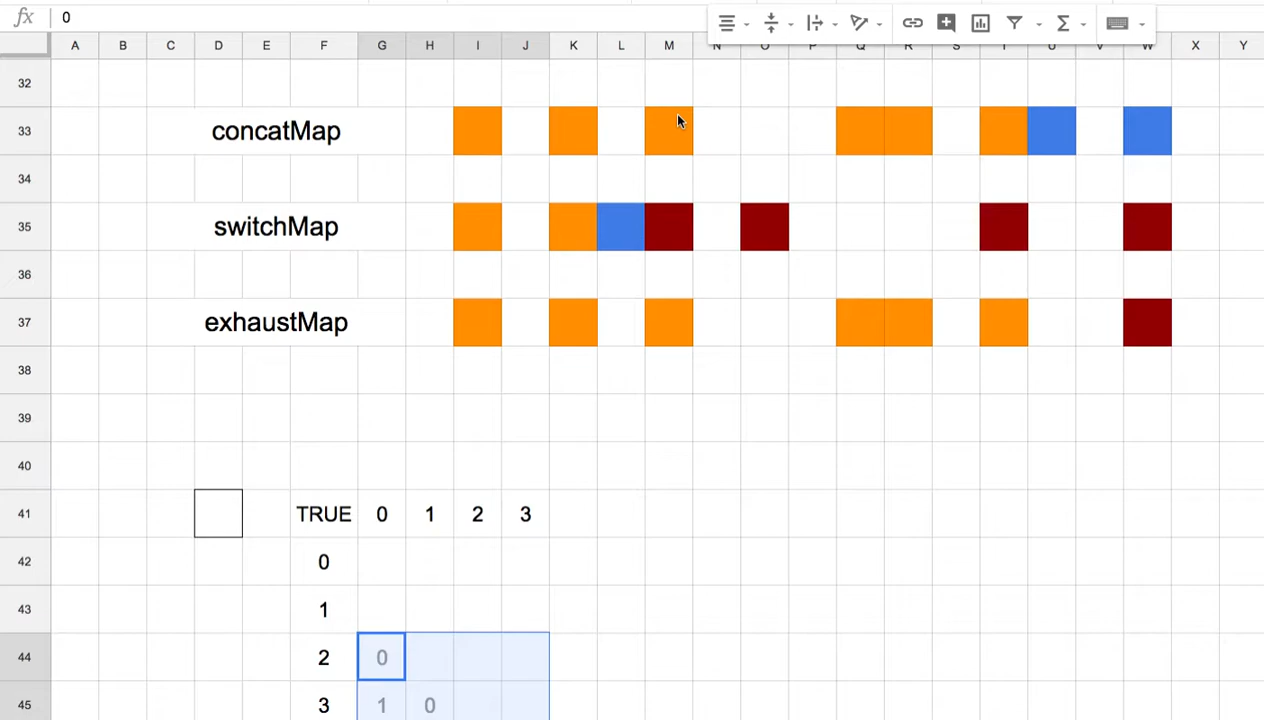 fx 0
A B C D E F G H I J K L M N O P Q R S T U V W X Y
32
33 concatMap
34
35 switchMap
36
37 exhaustMap
38
39
40
41 TRUE 0 1 2 3
42 0
43 1
44 2 0
45 3 1 0